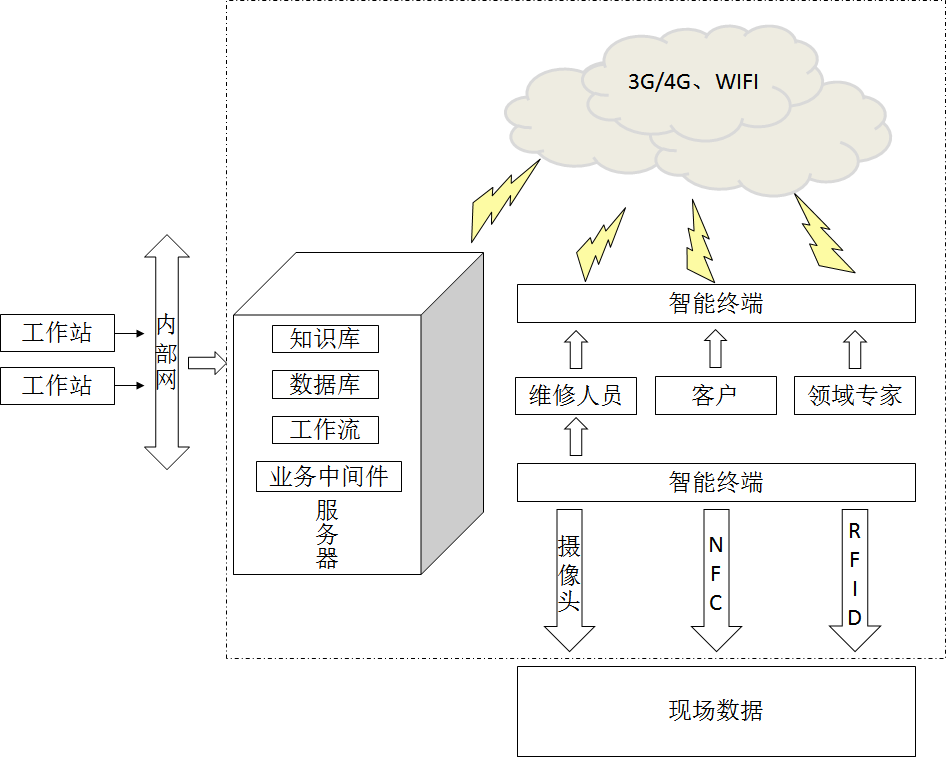 3G/4G、WIFI
智能终端
维修人员
客户
领域专家
智能终端
摄像头
NFC
RFID
现场数据
工作站
工作站
内部网
知识库
数据库
工作流
业务中间件
服务器